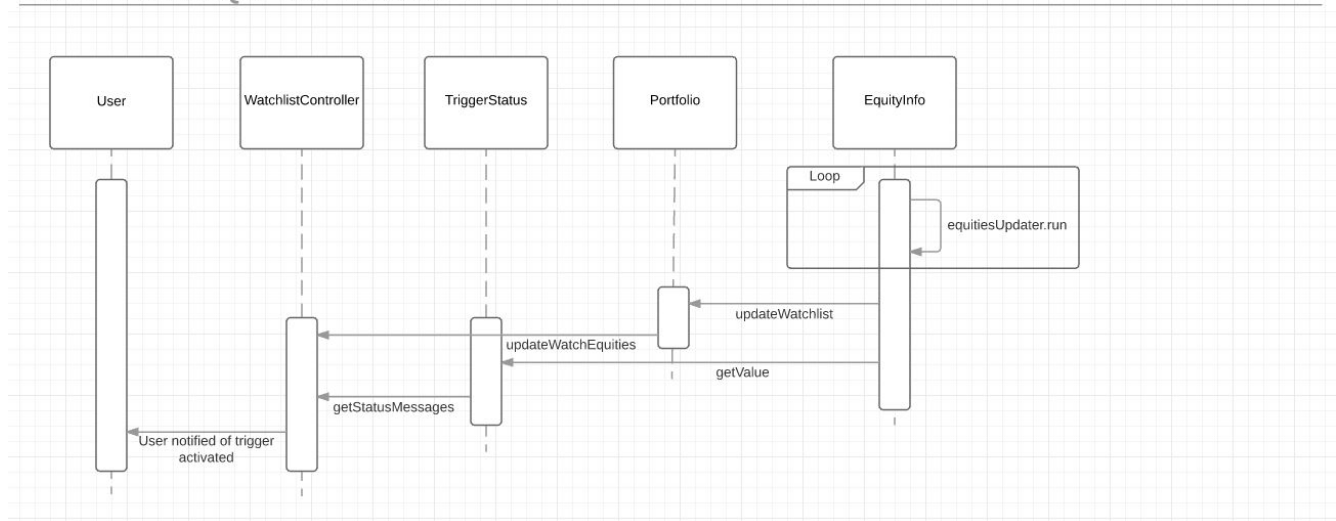 User
WatchlistController
TriggerStatus
Portfolio
EquityInfo
Loop
equitiesUpdater.run
updateWatchlist
updateWatchEquities
getValue
getStatusMessages
User notified of trigger
activated